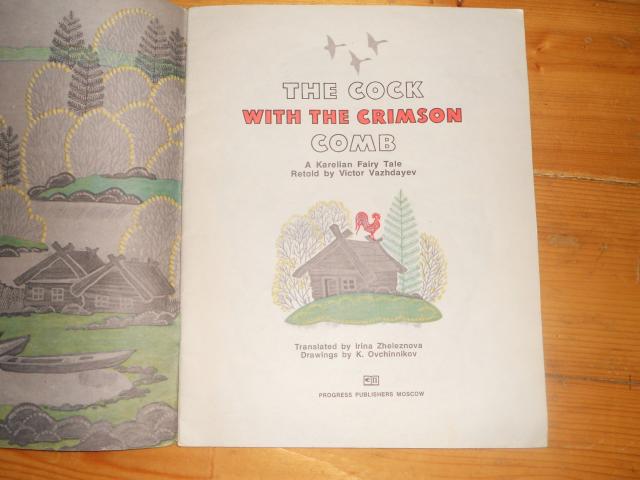 THE COCK
WITH THE CRIMSON
COMB
A Karelian Fairy Tale
Retold by Victor Vazhdayev
Translated by Irina Zheleznova
Drawings by K. Ovchinnikov
PROGRESS PUBLISHERS MOSCOW